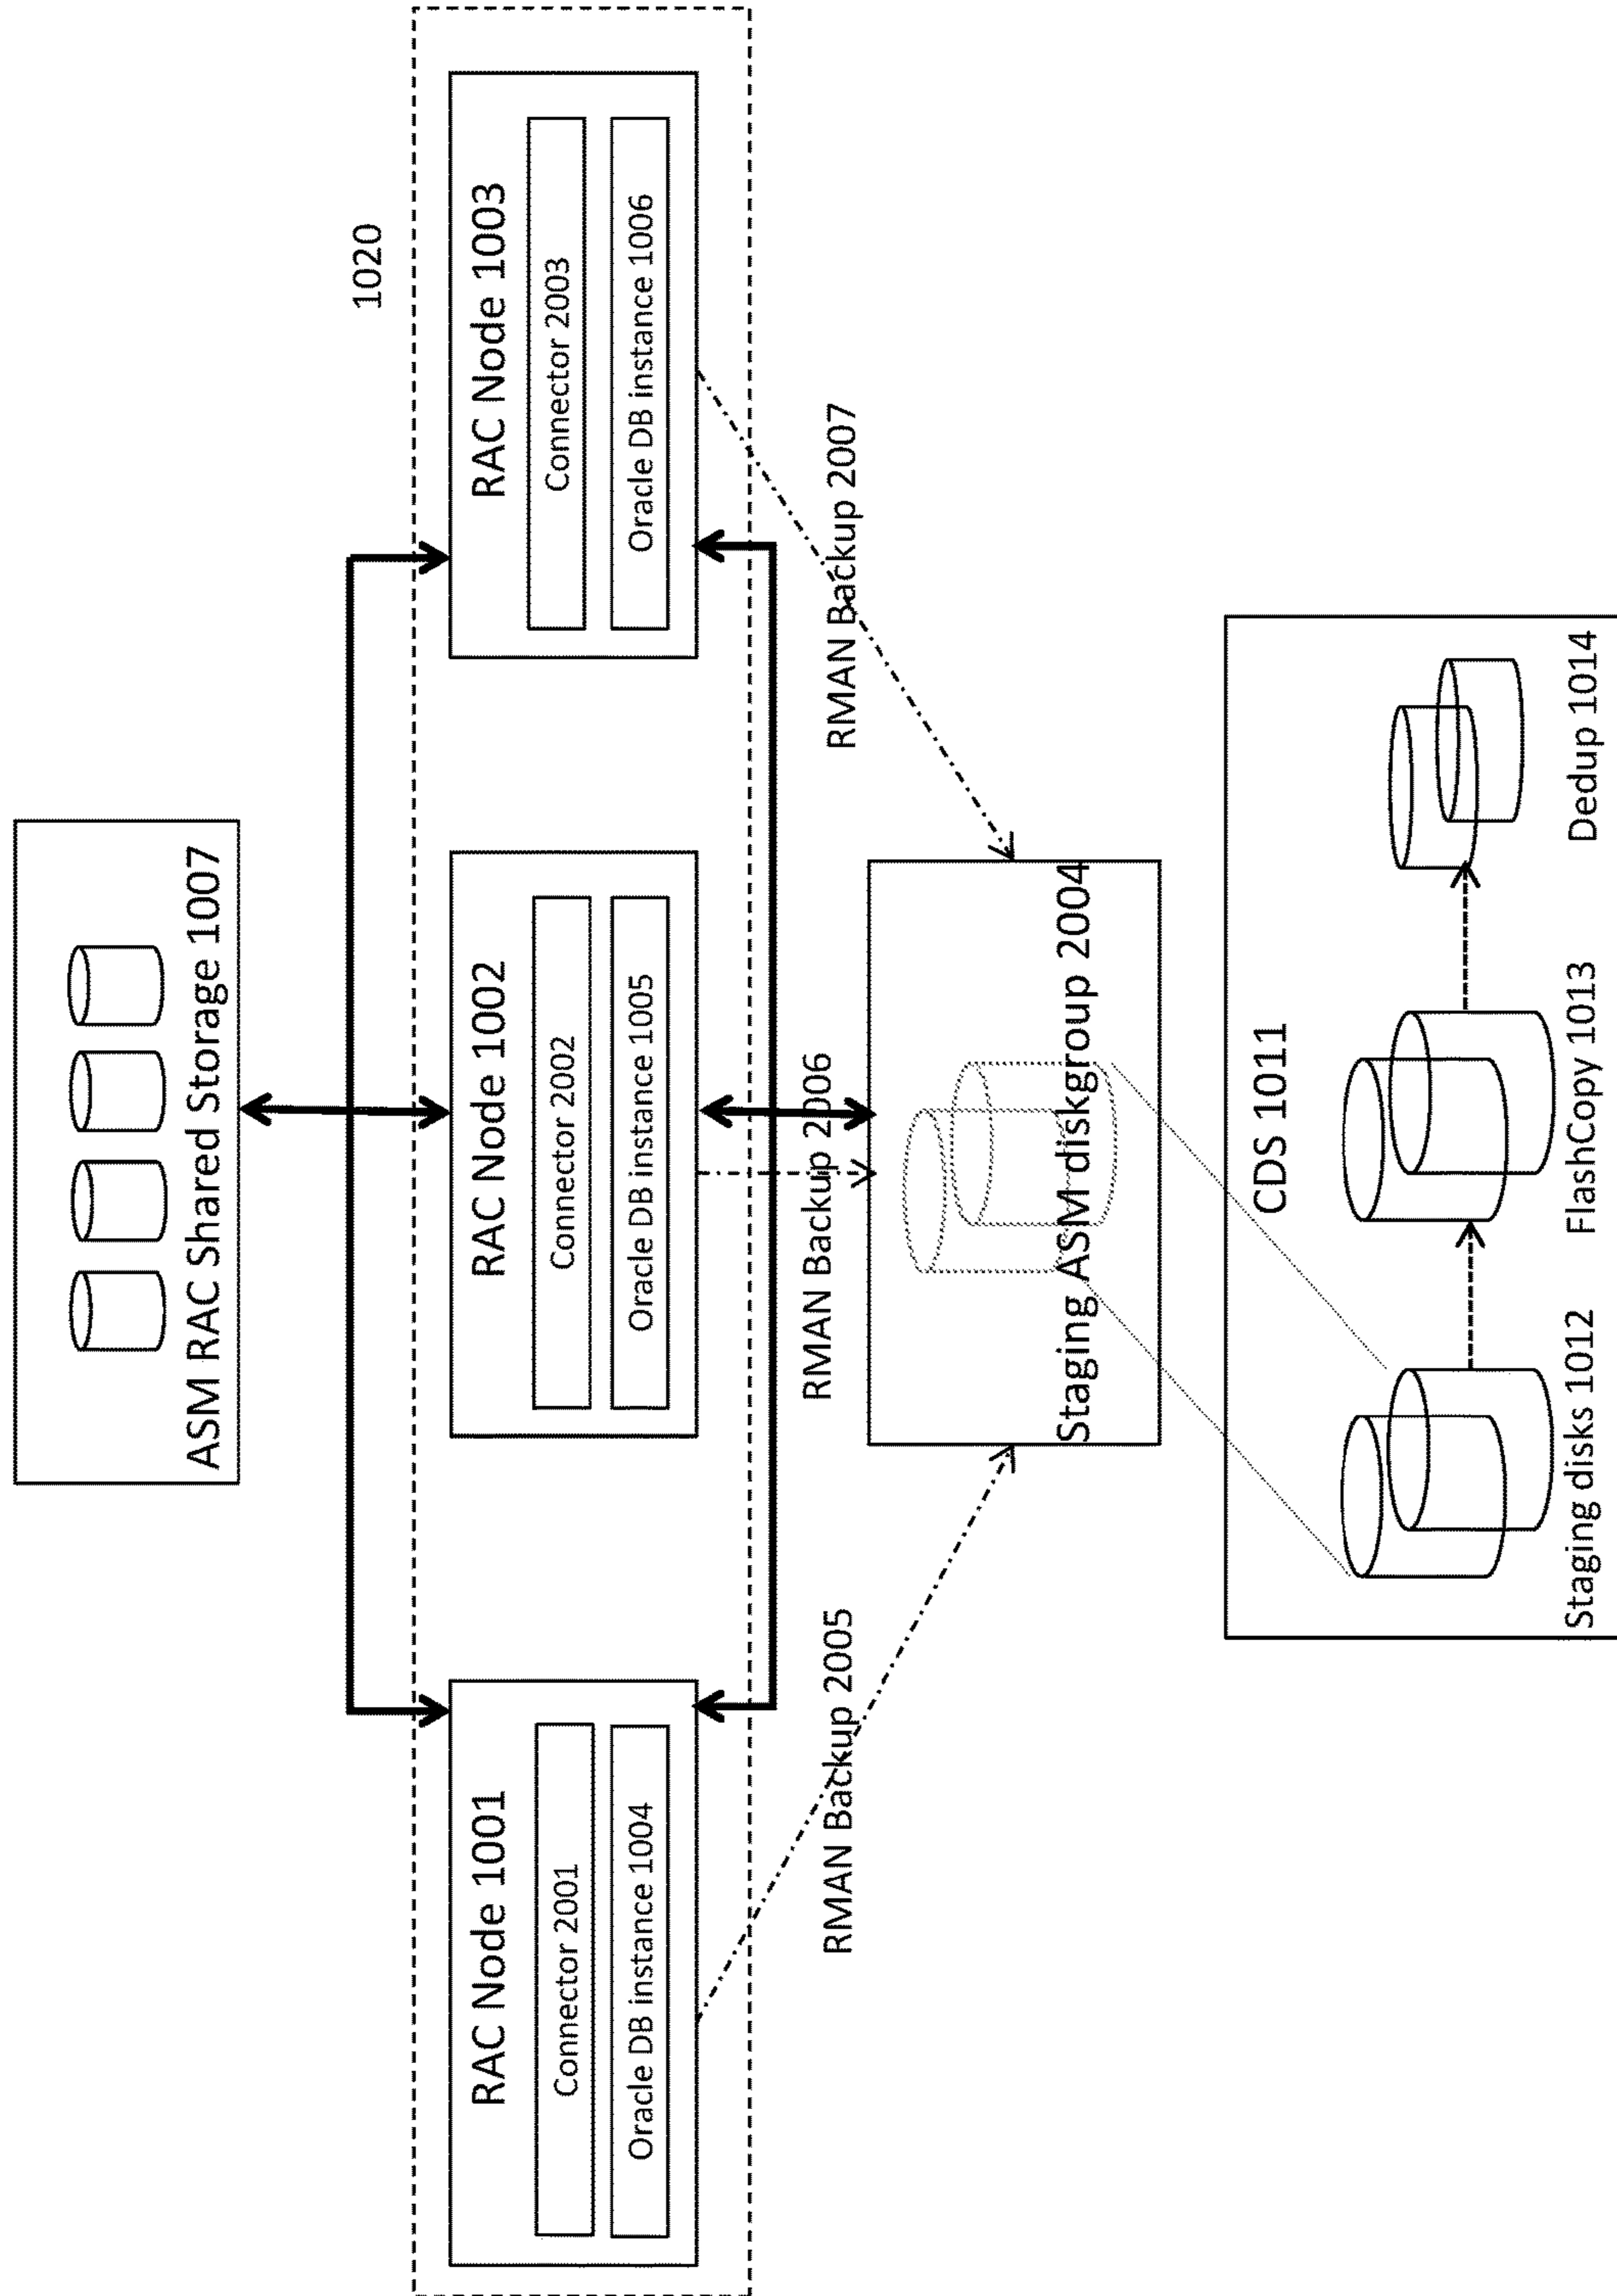 ASM RAC Shared Storage 1007
1020
RAC Node 1001
Connector 2001
Oracle DB instance 1004
RAC Node 1002
Connector 2002
Oracle DB instance 1005
RAC Node 1003
Connector 2003
Oracle DB instance 1006
RMAN Backup 2005
RMAN Backup 2006
RMAN Backup 2007
Staging ASM diskgroup 2004
CDS 1011
Staging disks 1012
FlashCopy 1013
Dedup 1014